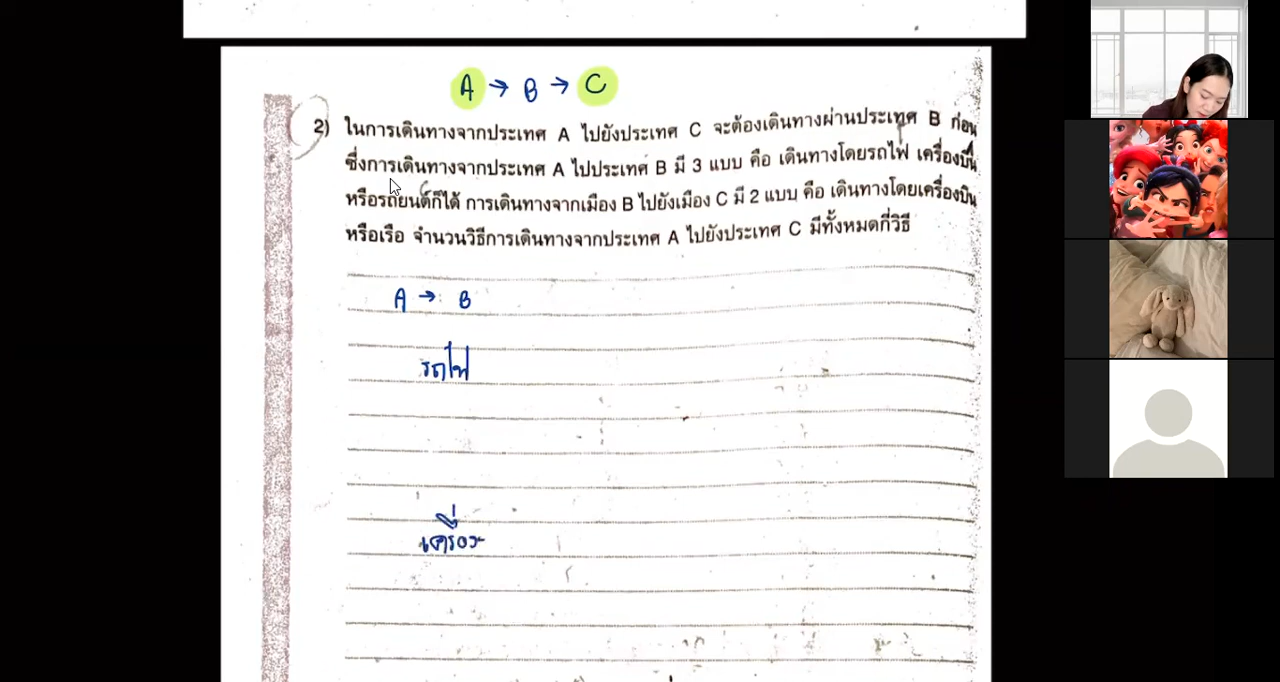 A → B → C
2) ในการเดินทางจากประเทศ A ไปยังประเทศ C จะต้องเดินทางผ่านประเทศ B ก่อน
ซึ่งการเดินทางจากประเทศ A ไปประเทศ B มี 3 แบบ คือ เดินทางโดยรถไฟ เครื่องบิน
หรือรถยนต์ก็ได้ การเดินทางจากเมือง B ไปยังเมือง C มี 2 แบบ คือ เดินทางโดยเครื่องบิน
หรือเรือ จำนวนวิธีการเดินทางจากประเทศ A ไปยังประเทศ C มีทั้งหมดกี่วิธี
A → B
รถไฟ
เครื่อง